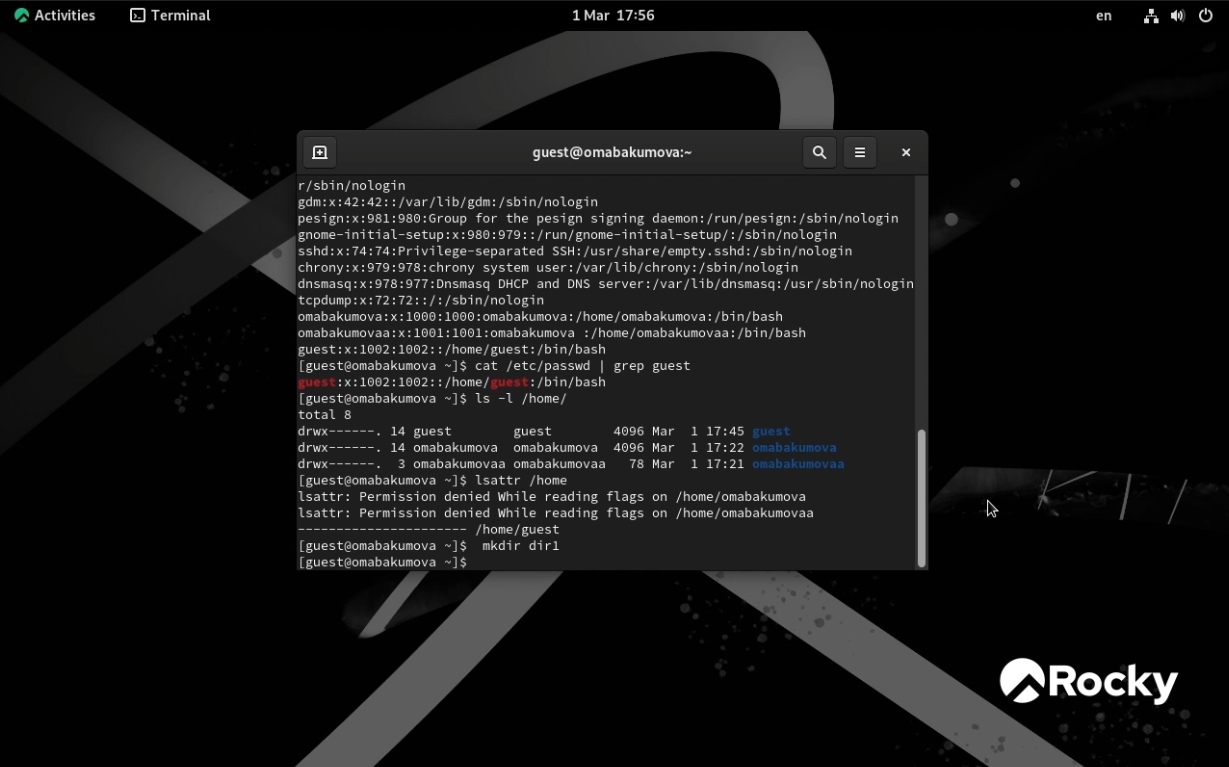 Activities
Terminal
1 Mar 17:56
en
guest@omabakumova:~
r/sbin/nologin
gdm:x:42:42::/var/lib/gdm:/sbin/nologin
pesign:x:981:980:Group for the pesign signing daemon:/run/pesign:/sbin/nologin
gnome-initial-setup:x:980:979::/run/gnome-initial-setup/:/sbin/nologin
sshd:x:74:74:Privilege-separated SSH:/usr/share/empty.sshd:/sbin/nologin
chrony:x:979:978:chrony system user:/var/lib/chrony:/sbin/nologin
dnsmasq:x:978:977:Dnsmasq DHCP and DNS server:/var/lib/dnsmasq:/usr/sbin/nologin
tcpdump:x:72:72::/:/sbin/nologin
omabakumova:x:1000:1000:omabakumova:/home/omabakumova:/bin/bash
omabakumovaa:x:1001:1001:omabakumova :/home/omabakumovaa:/bin/bash
guest:x:1002:1002::/home/guest:/bin/bash
[guest@omabakumova ~]$ cat /etc/passwd | grep guest
guest:x:1002:1002::/home/guest:/bin/bash
[guest@omabakumova ~]$ ls -l /home/
total 8
drwx------. 14 guest        guest        4096 Mar  1 17:45 guest
drwx------. 14 omabakumova  omabakumova  4096 Mar  1 17:22 omabakumova
drwx------.  3 omabakumovaa omabakumovaa   78 Mar  1 17:21 omabakumovaa
[guest@omabakumova ~]$ lsattr /home
lsattr: Permission denied While reading flags on /home/omabakumova
lsattr: Permission denied While reading flags on /home/omabakumovaa
---------------------- /home/guest
[guest@omabakumova ~]$  mkdir dir1
[guest@omabakumova ~]$
Rocky